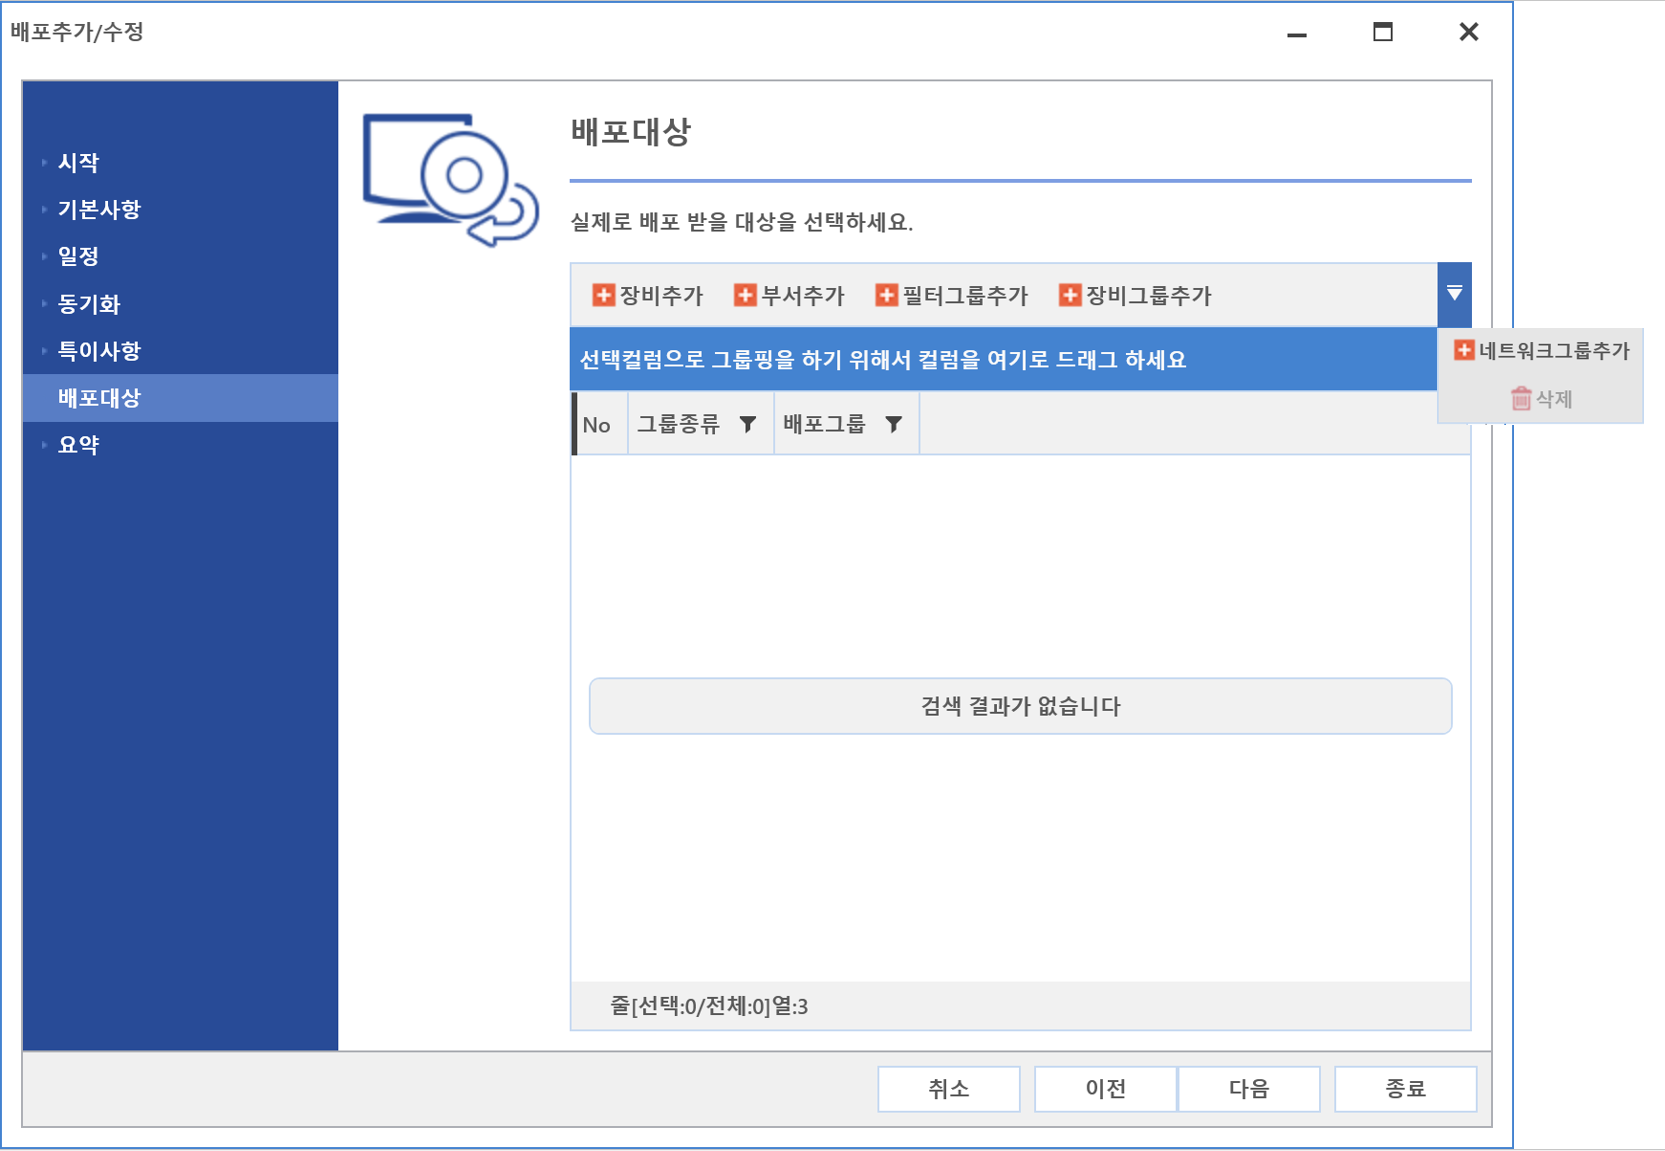 배포추가/수정
시작
기본사항
일정
동기화
특이사항
배포대상
요약
배포대상
실제로 배포 받을 대상을 선택하세요.
장비추가 부서추가 필터그룹추가 장비그룹추가
네트워크그룹추가
삭제
선택컬럼으로 그룹핑을 하기 위해서 컬럼을 여기로 드래그 하세요
No 그룹종류 배포그룹
검색 결과가 없습니다
줄[선택:0/전체:0]열:3
취소 이전 다음 종료